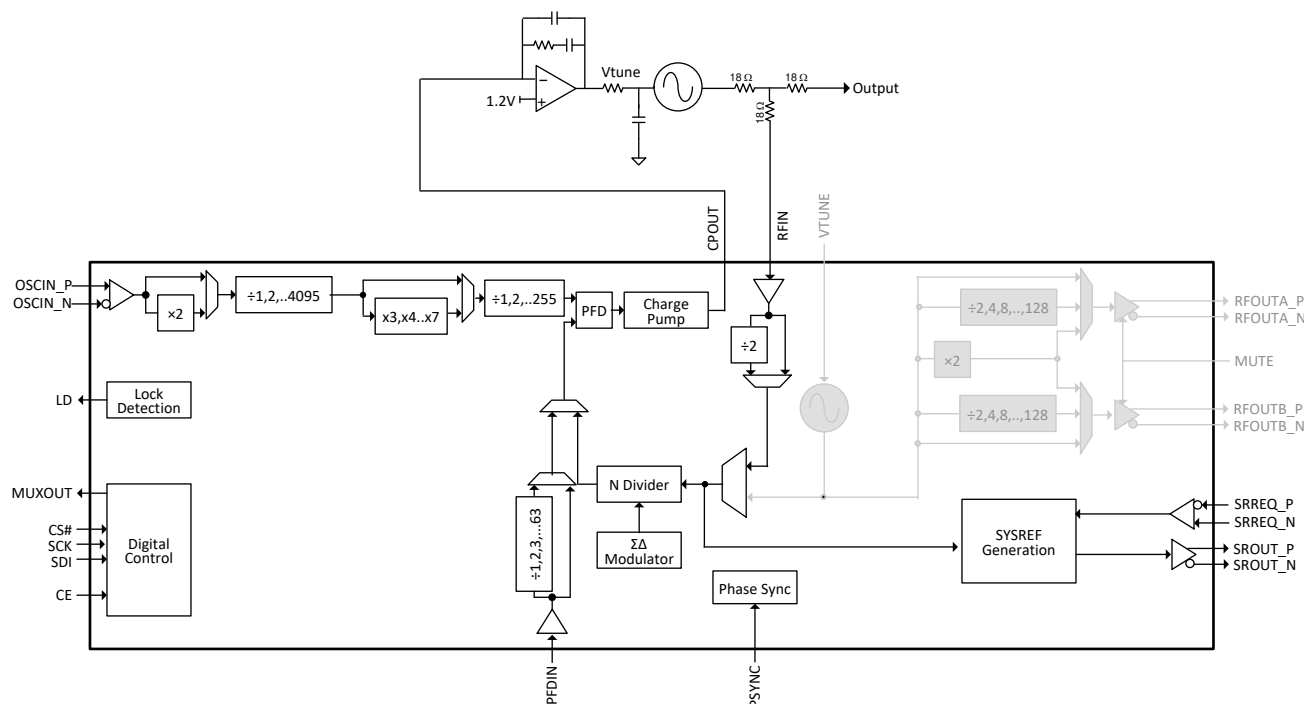 Vtune
1.2V
−
+
18 Ω
18 Ω
18 Ω
Output
CPOUT
RFIN
VTUNE
OSCIN_P
OSCIN_N
×2
÷1,2,..4095
x3,x4..x7
÷1,2,..255
PFD
Charge
Pump
÷2
÷2,4,8,..,128
×2
÷2,4,8,..,128
RFOUTA_P
RFOUTA_N
MUTE
RFOUTB_P
RFOUTB_N
LD
Lock
Detection
MUXOUT
CS#
SCK
SDI
CE
Digital
Control
÷1,2,3,...63
N Divider
ΣΔ
Modulator
Phase Sync
SYSREF
Generation
SRREQ_P
SRREQ_N
SROUT_P
SROUT_N
PFDIN
PSYNC